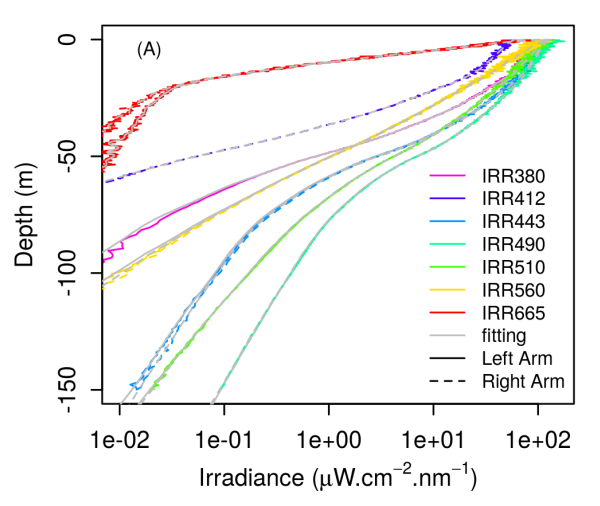 (A)
0
-50
-100
-150
Depth (m)
IRR380
IRR412
IRR443
IRR490
IRR510
IRR560
IRR665
fitting
Left Arm
Right Arm
1e-02 1e-01 1e+00 1e+01 1e+02
Irradiance (μW.cm⁻².nm⁻¹)